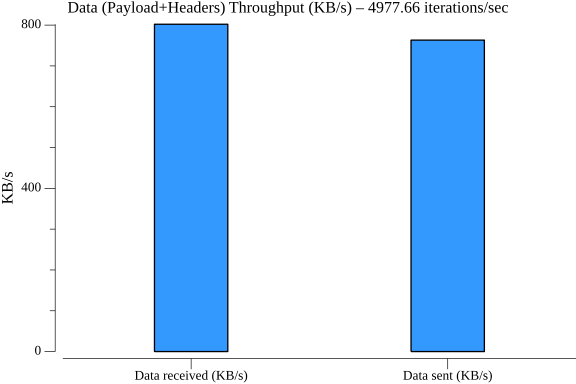 Data (Payload+Headers) Throughput (KB/s) – 4977.66 iterations/sec
800
400
0
KB/s
Data received (KB/s)
Data sent (KB/s)